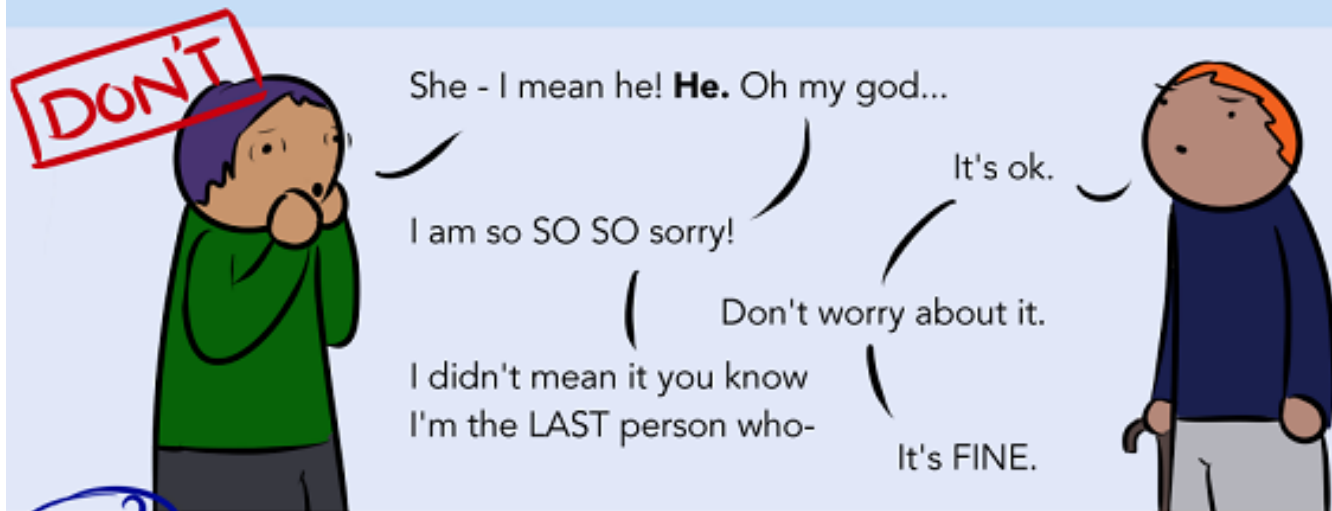 DON'T
She - I mean he! He. Oh my god...
It's ok.
I am so SO SO sorry!
Don't worry about it.
I didn't mean it you know
I'm the LAST person who-
It's FINE.